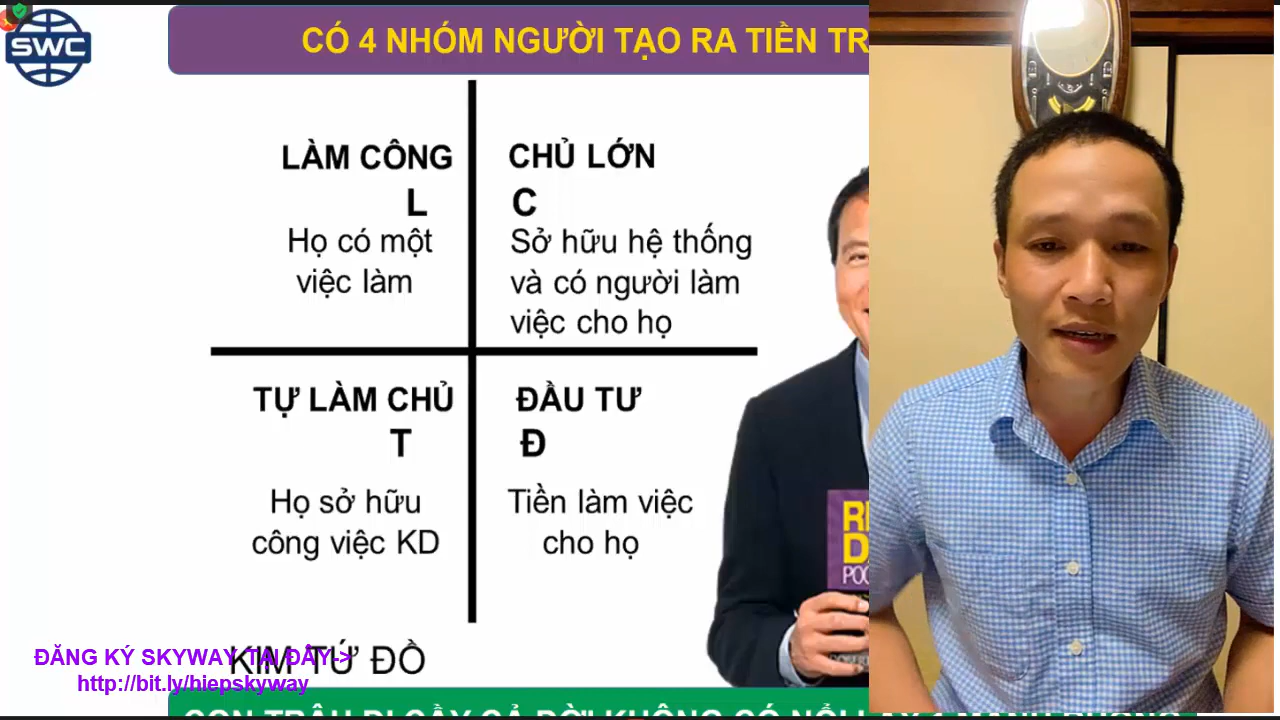 SWC
CÓ 4 NHÓM NGƯỜI TẠO RA TIỀN TR
LÀM CÔNG
L
Họ có một
việc làm
CHỦ LỚN
C
Sở hữu hệ thống
và có người làm
việc cho họ
TỰ LÀM CHỦ
T
Họ sở hữu
công việc KD
ĐẦU TƯ
Đ
Tiền làm việc
cho họ
KIM TỨ ĐỒ
ĐĂNG KÝ SKYWAY TẠI ĐÂY->
http://bit.ly/hiepskyway